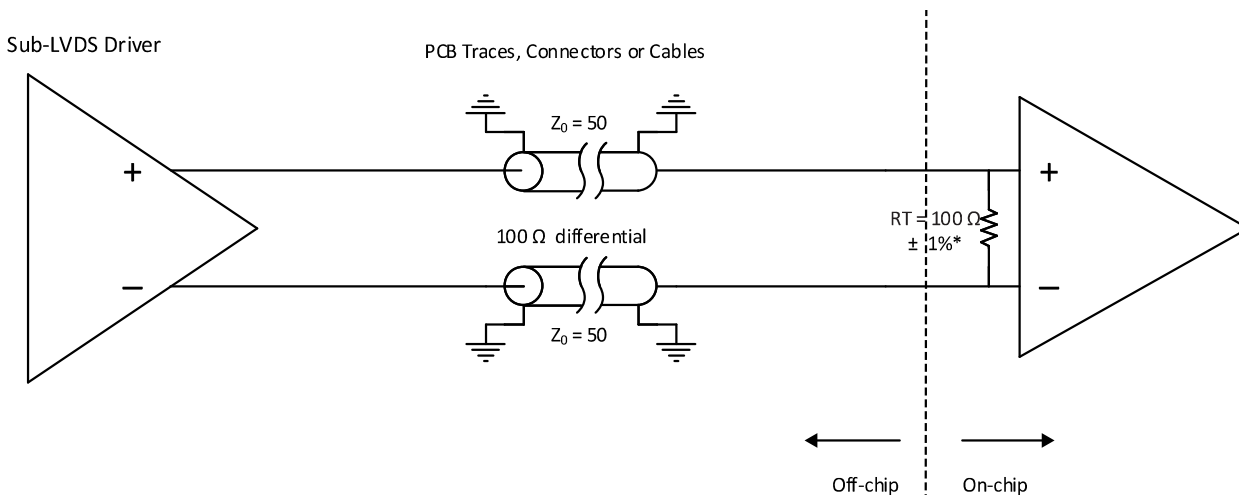 Sub-LVDS Driver
PCB Traces, Connectors or Cables
Z₀ = 50
+
+
RT = 100 Ω
± 1%*
100 Ω differential
−
−
Z₀ = 50
Off-chip
On-chip